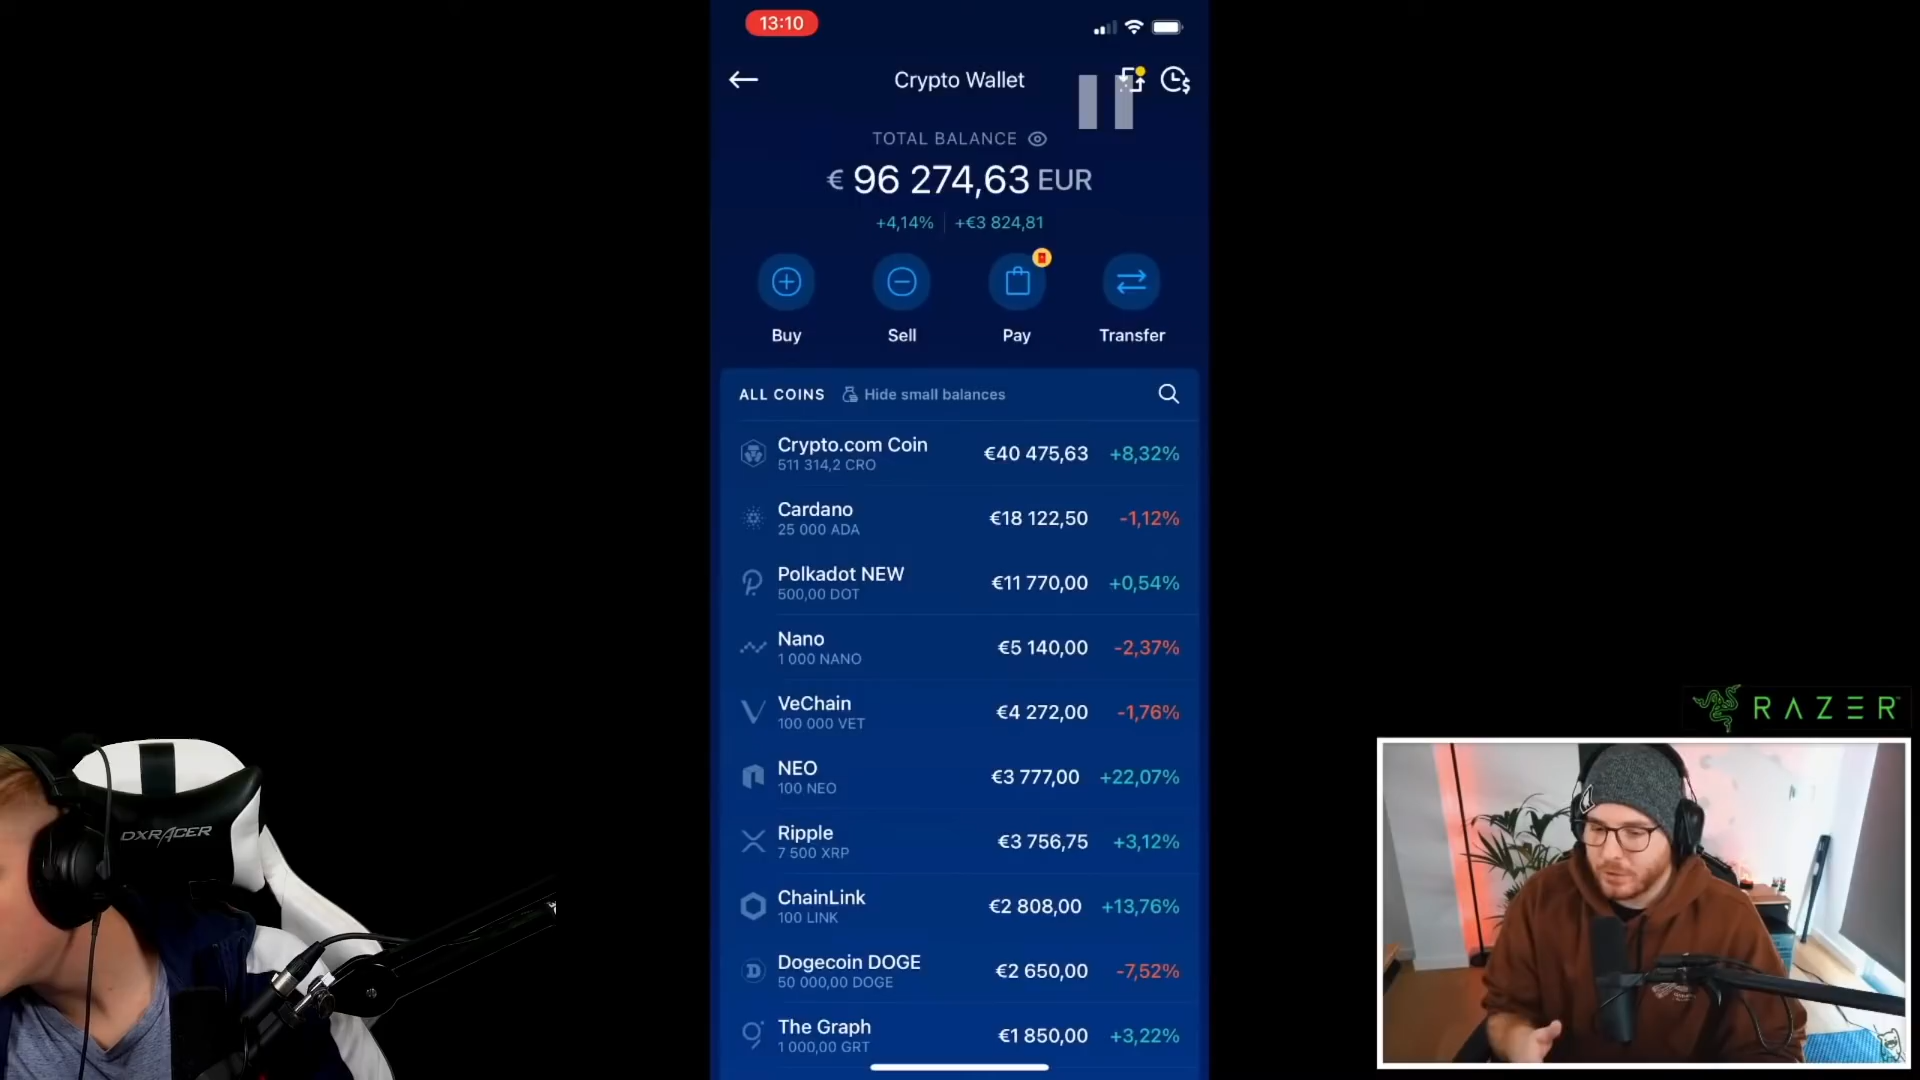 13:10
Crypto Wallet
TOTAL BALANCE
€ 96 274,63 EUR
+4,14% +€3 824,81
Buy Sell Pay Transfer
ALL COINS Hide small balances
Crypto.com Coin €40 475,63 +8,32%
511 314,2 CRO
Cardano €18 122,50 -1,12%
25 000 ADA
Polkadot NEW €11 770,00 +0,54%
500,00 DOT
Nano €5 140,00 -2,37%
1 000 NANO
VeChain €4 272,00 -1,76%
100 000 VET
NEO €3 777,00 +22,07%
100 NEO
Ripple €3 756,75 +3,12%
7 500 XRP
ChainLink €2 808,00 +13,76%
100 LINK
Dogecoin DOGE €2 650,00 -7,52%
50 000,00 DOGE
The Graph €1 850,00 +3,22%
1 000,00 GRT
RAZER
DXRACER